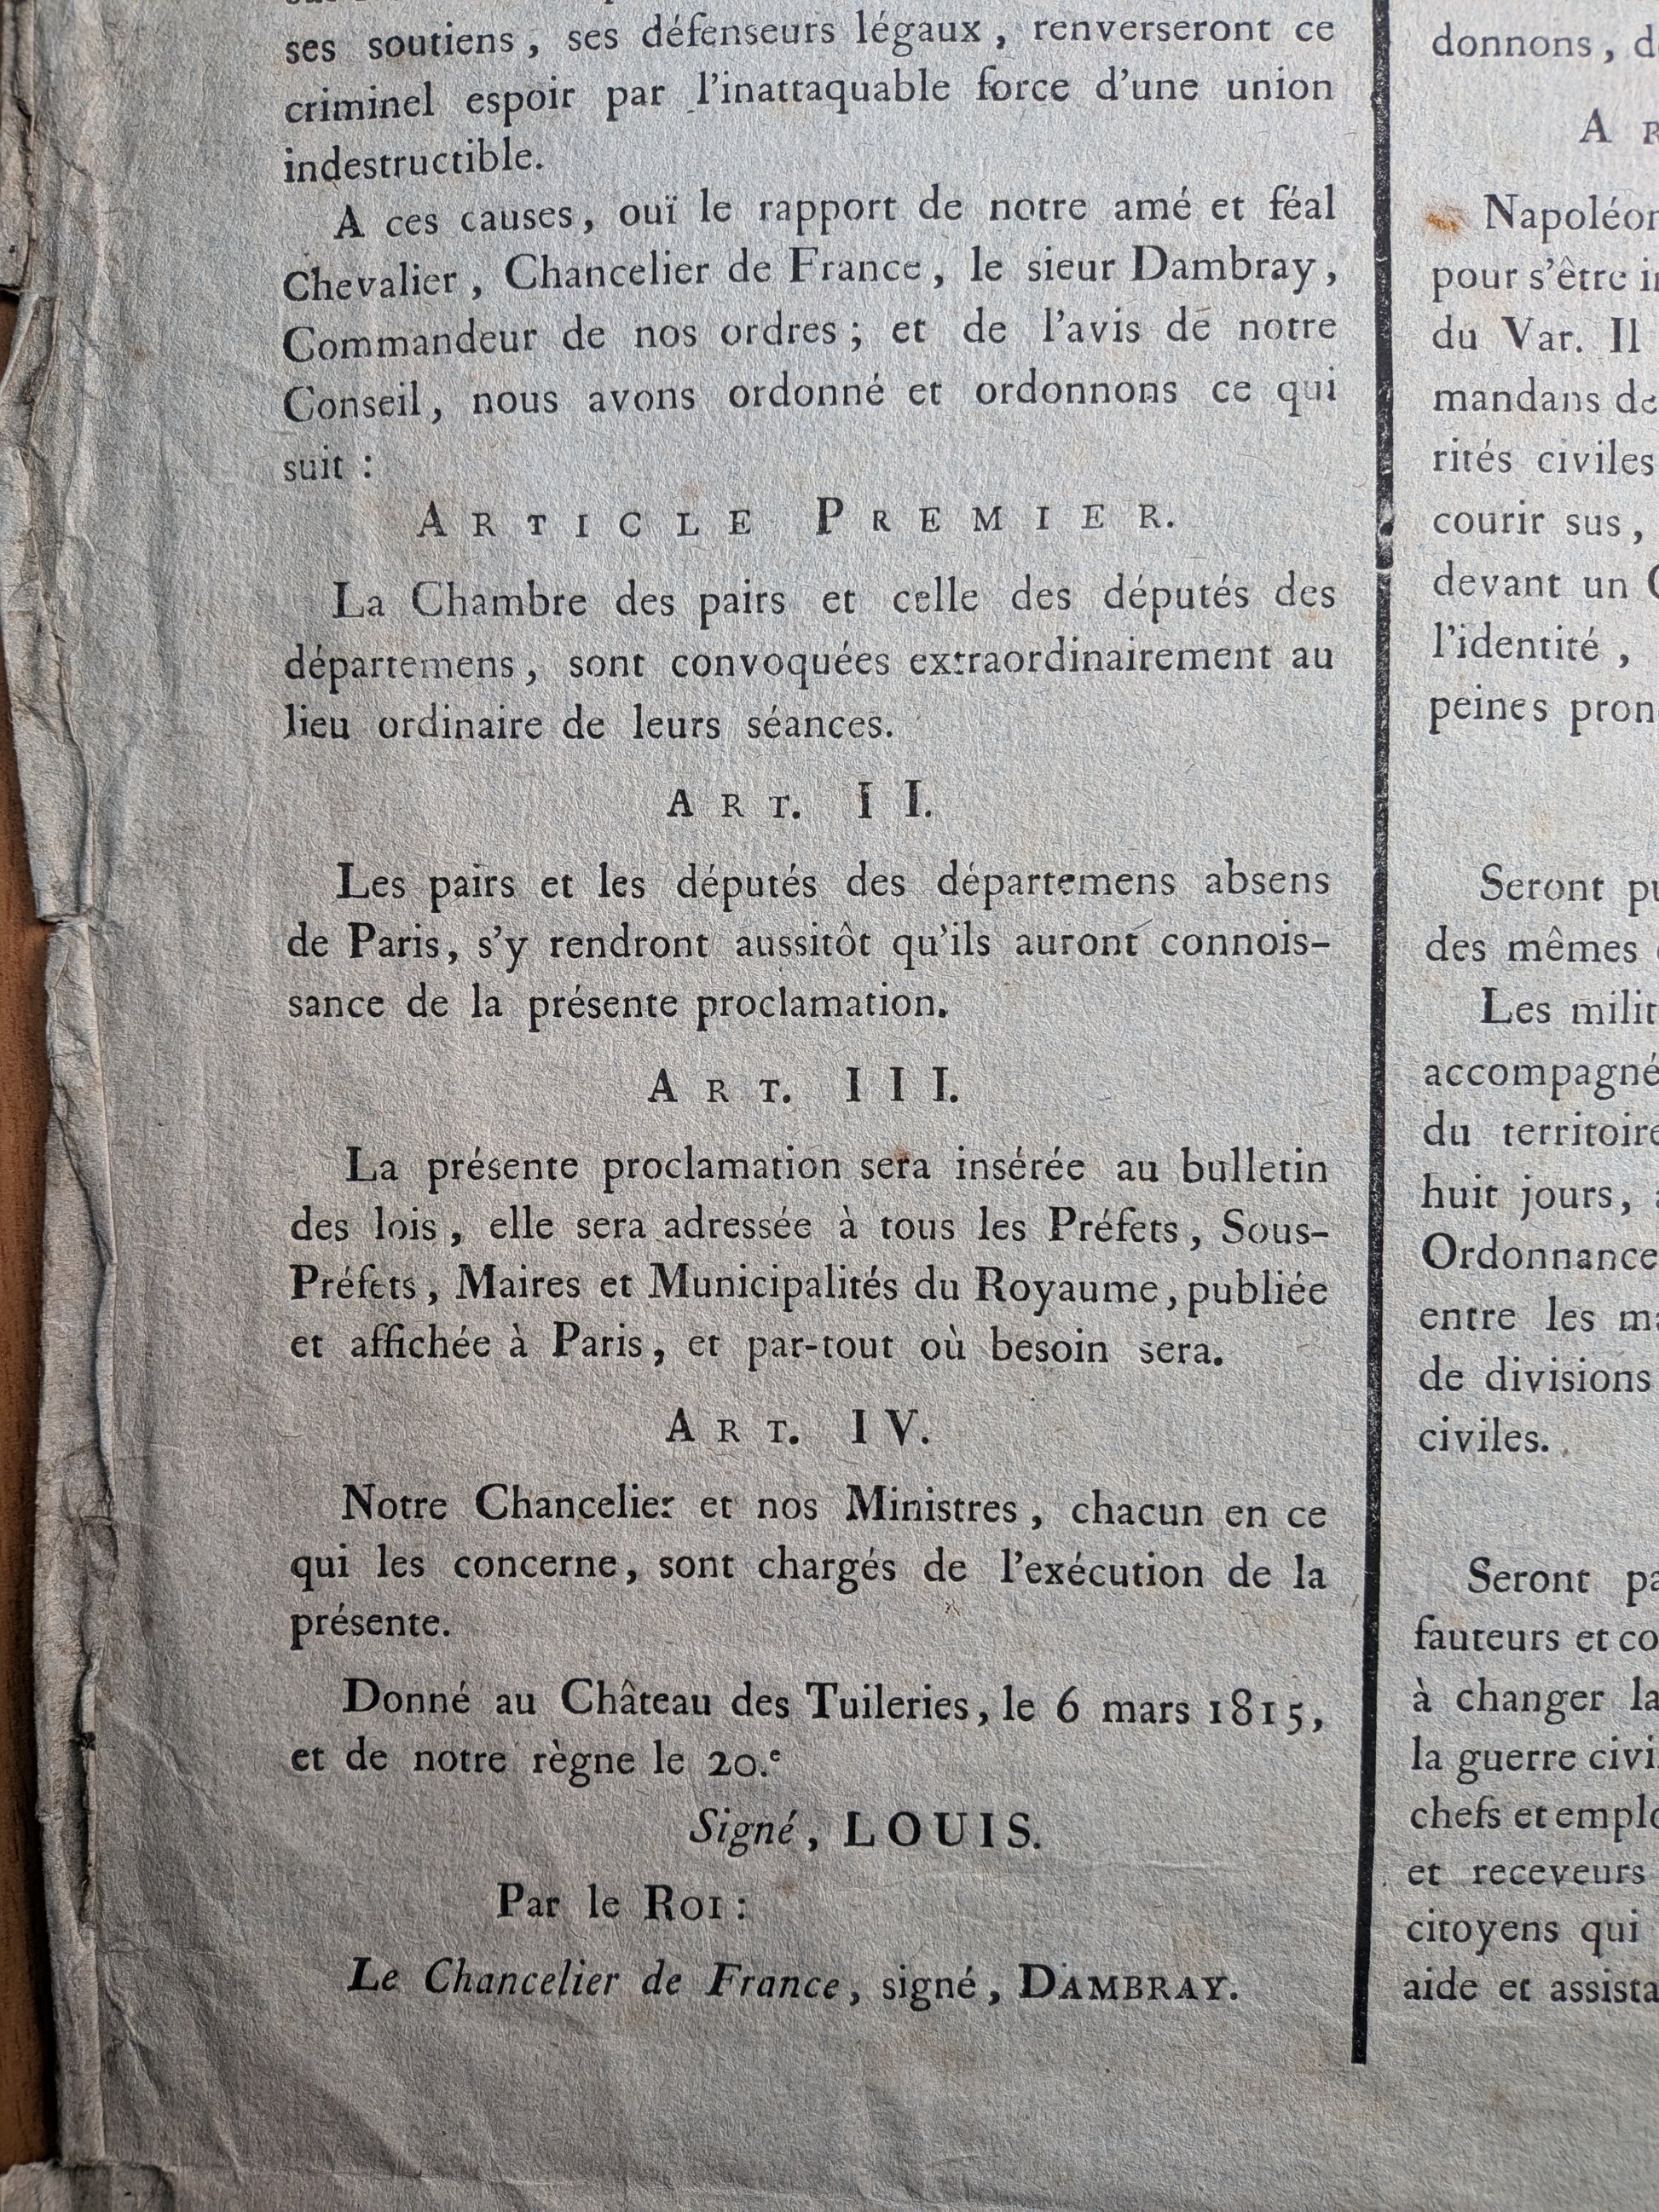 ses soutiens, ses défenseurs légaux, renverseront ce
criminel espoir par l'inattaquable force d'une union
indestructible.
A ces causes, ouï le rapport de notre amé et féal
Chevalier, Chancelier de France, le sieur Dambray,
Commandeur de nos ordres; et de l'avis de notre
Conseil, nous avons ordonné et ordonnons ce qui
suit :
ARTICLE PREMIER.
La Chambre des pairs et celle des députés des
départemens, sont convoquées extraordinairement au
lieu ordinaire de leurs séances.
ART. II.
Les pairs et les députés des départemens absens
de Paris, s'y rendront aussitôt qu'ils auront connois-
sance de la présente proclamation.
ART. III.
La présente proclamation sera insérée au bulletin
des lois, elle sera adressée à tous les Préfets, Sous-
Préfets, Maires et Municipalités du Royaume, publiée
et affichée à Paris, et par-tout où besoin sera.
ART. IV.
Notre Chancelier et nos Ministres, chacun en ce
qui les concerne, sont chargés de l'exécution de la
présente.
Donné au Château des Tuileries, le 6 mars 1815,
et de notre règne le 20.e
Signé, LOUIS.
Par le ROI :
Le Chancelier de France, signé, DAMBRAY.
donnons,
Napoléon
pour s'être
du Var. Il
mandans
rités civiles
courir sus,
devant un
l'identité,
peines
Seront
des mêmes
Les
accompagné
du territoire
huit jours,
Ordonnance
entre les
de divisions
civiles.
Seront
fauteurs et
à changer la
la guerre
chefs et
et receveurs
citoyens qui
aide et